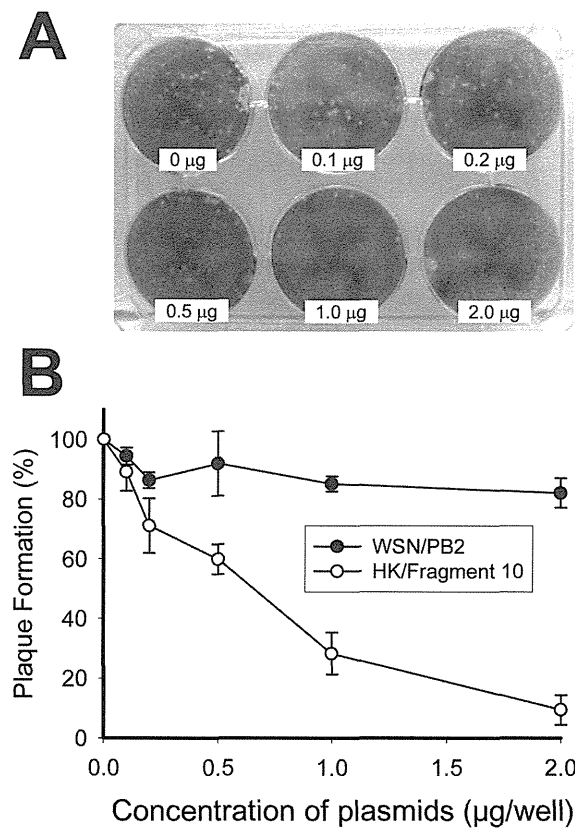 A
0 µg
0.1 µg
0.2 µg
0.5 µg
1.0 µg
2.0 µg
B
Plaque Formation (%)
100
80
60
40
20
0
WSN/PB2
HK/Fragment 10
0.0
0.5
1.0
1.5
2.0
Concentration of plasmids (µg/well)